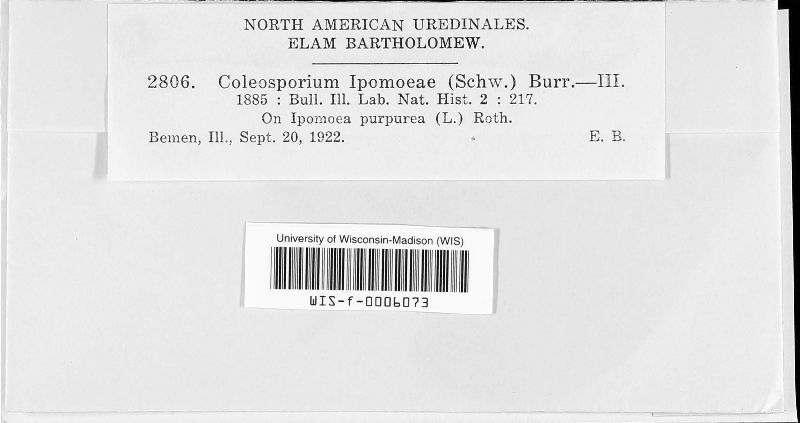 NORTH AMERICAN UREDINALES.
ELAM BARTHOLOMEW.
2806. Coleosporium Ipomoeae (Schw.) Burr.—III.
1885 : Bull. Ill. Lab. Nat. Hist. 2 : 217.
On Ipomoea purpurea (L.) Roth.
Bemen, Ill., Sept. 20, 1922. E. B.
University of Wisconsin-Madison (WIS)
WIS-f-0006073